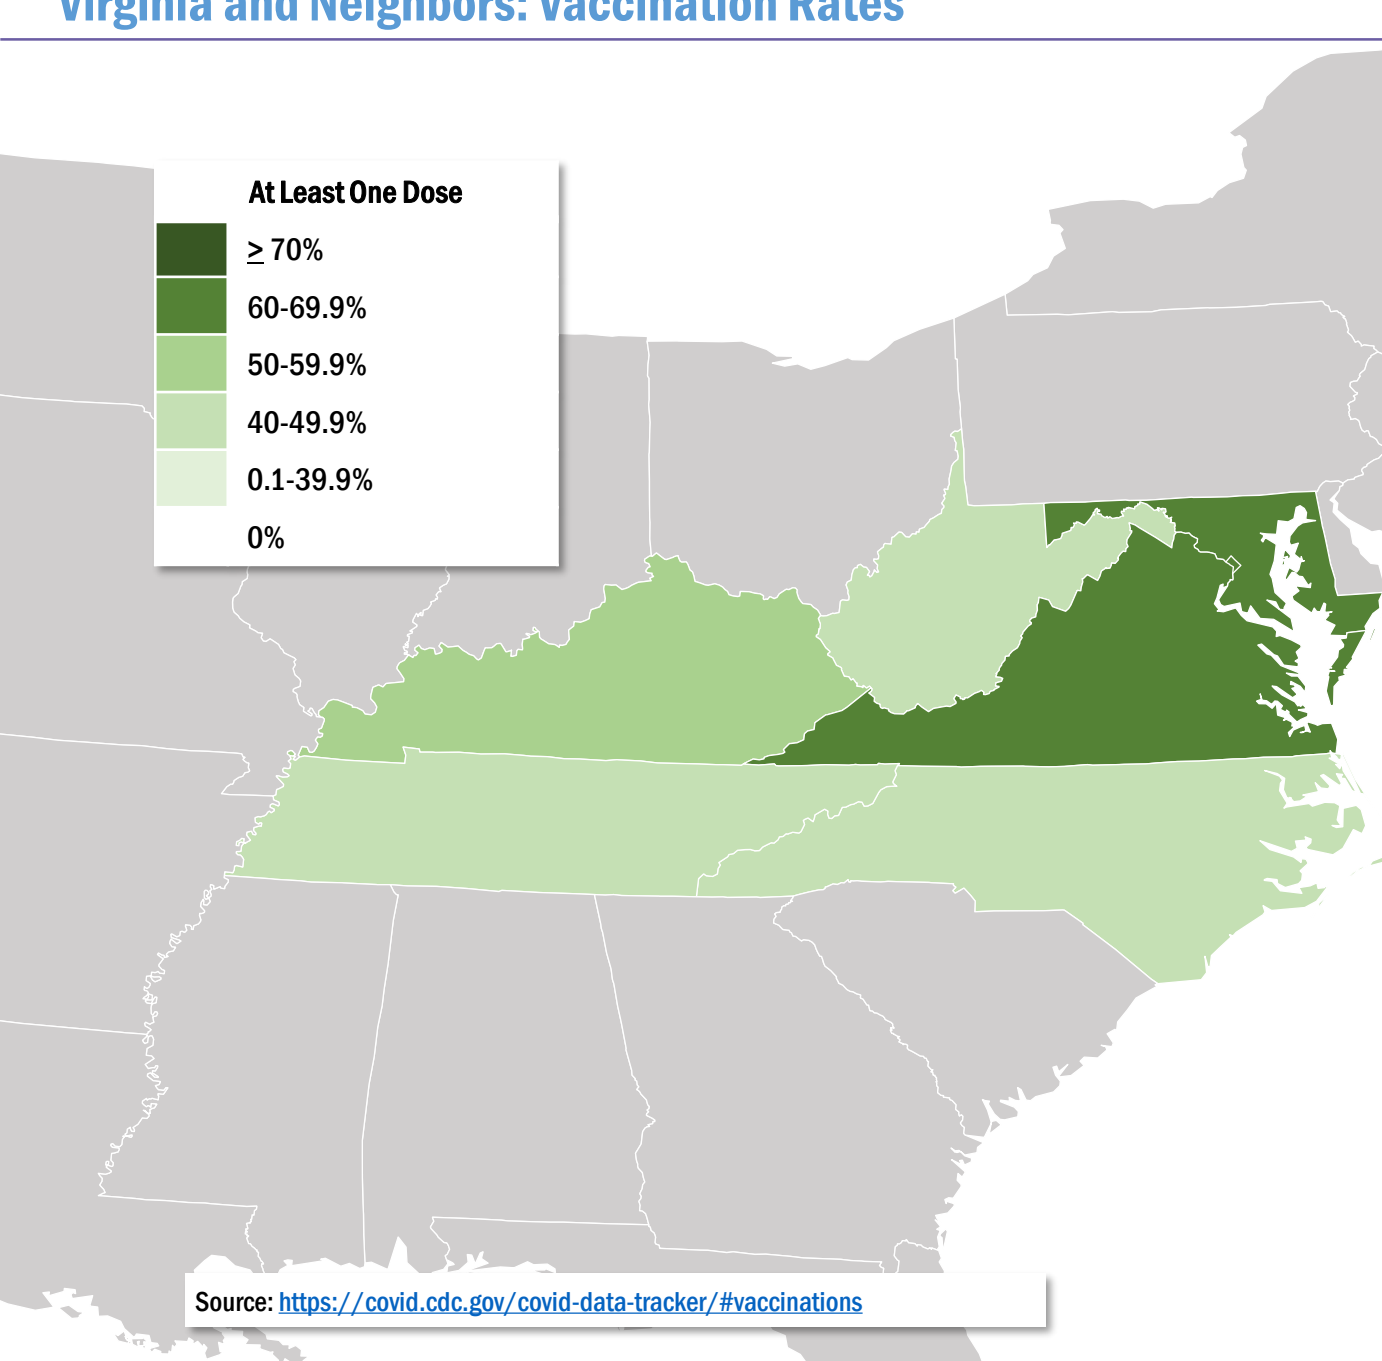 Virginia and Neighbors: Vaccination Rates
At Least One Dose
≥ 70%
60-69.9%
50-59.9%
40-49.9%
0.1-39.9%
0%
Source: https://covid.cdc.gov/covid-data-tracker/#vaccinations